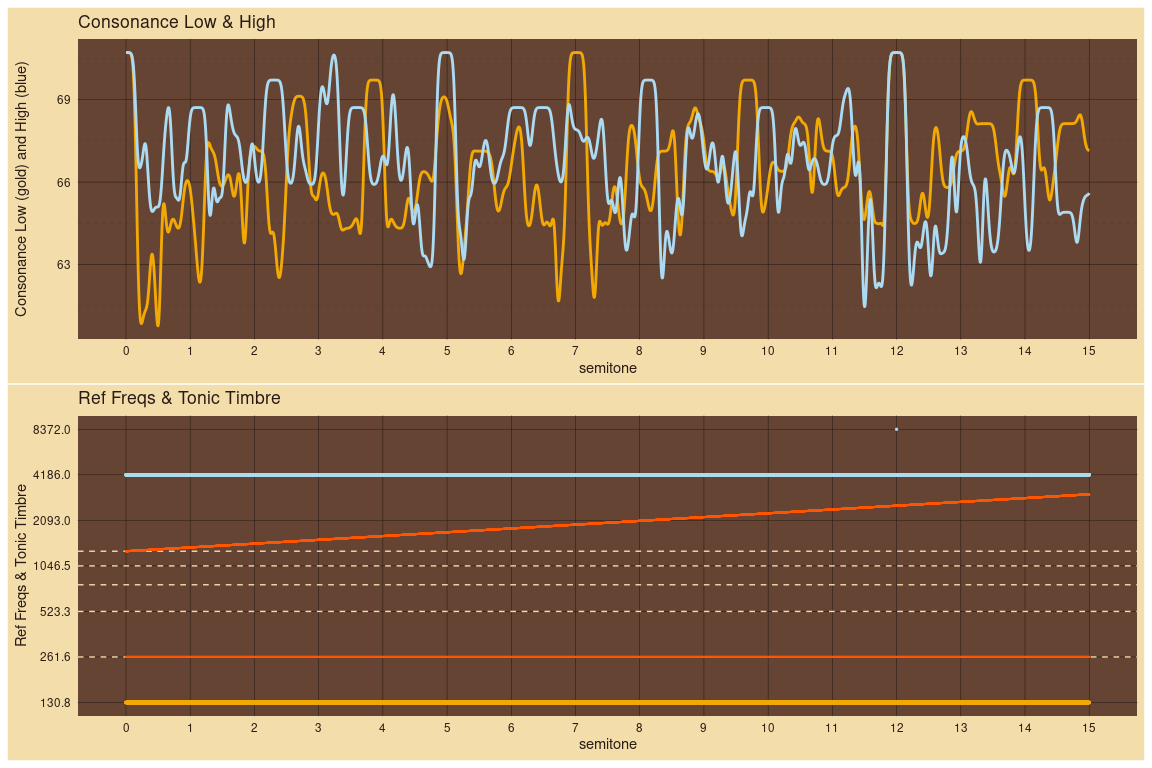 Consonance Low & High
Consonance Low (gold) and High (blue)
69
66
63
0 1 2 3 4 5 6 7 8 9 10 11 12 13 14 15
semitone
Ref Freqs & Tonic Timbre
Ref Freqs & Tonic Timbre
8372.0
4186.0
2093.0
1046.5
523.3
261.6
130.8
0 1 2 3 4 5 6 7 8 9 10 11 12 13 14 15
semitone